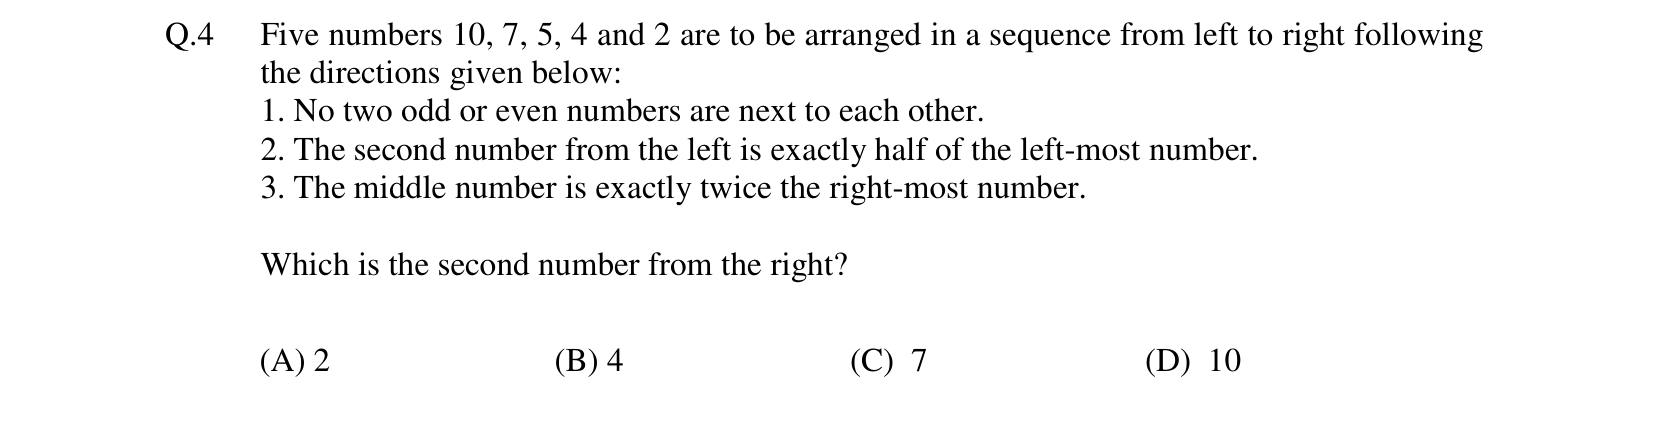 Q.4 Five numbers 10, 7, 5, 4 and 2 are to be arranged in a sequence from left to right following
the directions given below:
1. No two odd or even numbers are next to each other.
2. The second number from the left is exactly half of the left-most number.
3. The middle number is exactly twice the right-most number.
Which is the second number from the right?
(A) 2 (B) 4 (C) 7 (D) 10